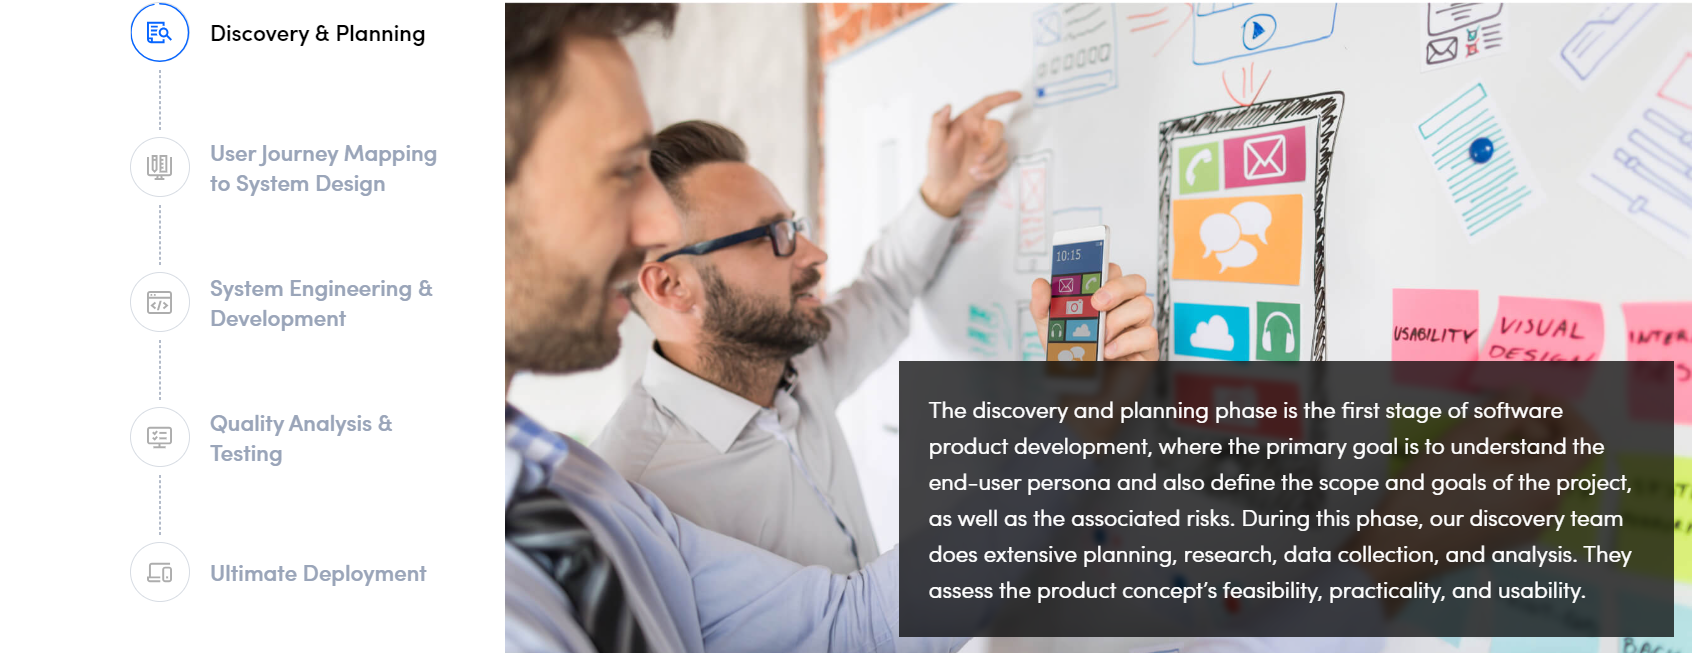 Discovery & Planning
User Journey Mapping
to System Design
System Engineering &
Development
Quality Analysis &
Testing
Ultimate Deployment
10:15
USABILITY
VISUAL
DESIGN
The discovery and planning phase is the first stage of software
product development, where the primary goal is to understand the
end-user persona and also define the scope and goals of the project,
as well as the associated risks. During this phase, our discovery team
does extensive planning, research, data collection, and analysis. They
assess the product concept’s feasibility, practicality, and usability.